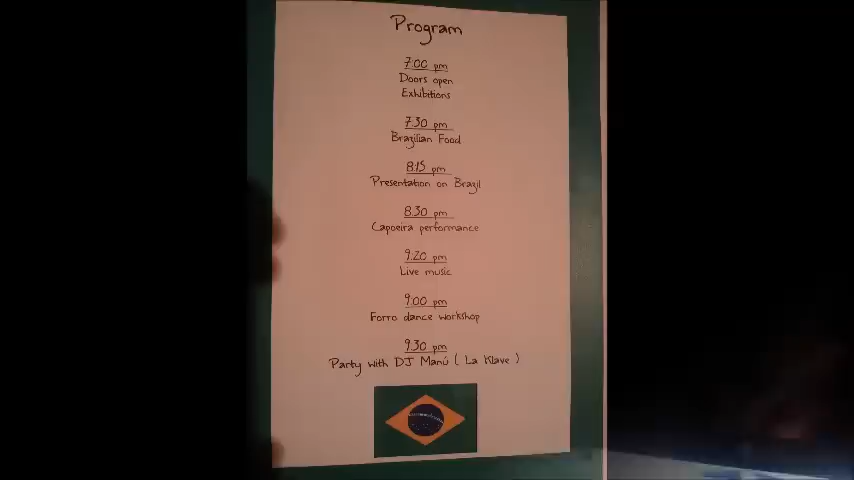 Program
7.00 pm
Doors open
Exhibitions
7.30 pm
Brazilian Food
8.15 pm
Presentation on Brazil
8.30 pm
Capoeira performance
9.20 pm
Live music
9.00 pm
Forro dance workshop
9.30 pm
Party with DJ Manú ( La Klave )